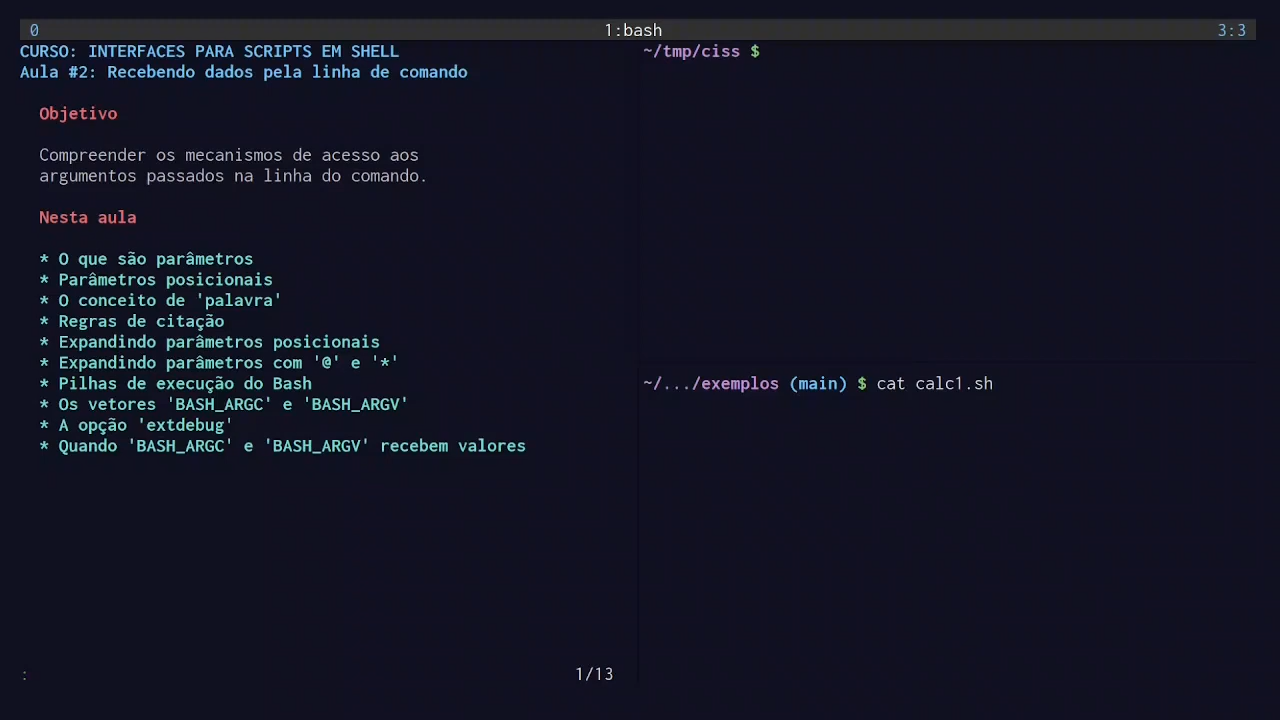 0 1:bash 3:3
CURSO: INTERFACES PARA SCRIPTS EM SHELL
Aula #2: Recebendo dados pela linha de comando
Objetivo
Compreender os mecanismos de acesso aos
argumentos passados na linha do comando.
Nesta aula
* O que são parâmetros
* Parâmetros posicionais
* O conceito de 'palavra'
* Regras de citação
* Expandindo parâmetros posicionais
* Expandindo parâmetros com '@' e '*'
* Pilhas de execução do Bash
* Os vetores 'BASH_ARGC' e 'BASH_ARGV'
* A opção 'extdebug'
* Quando 'BASH_ARGC' e 'BASH_ARGV' recebem valores
: 1/13
~/tmp/ciss $
~/.../exemplos (main) $ cat calc1.sh